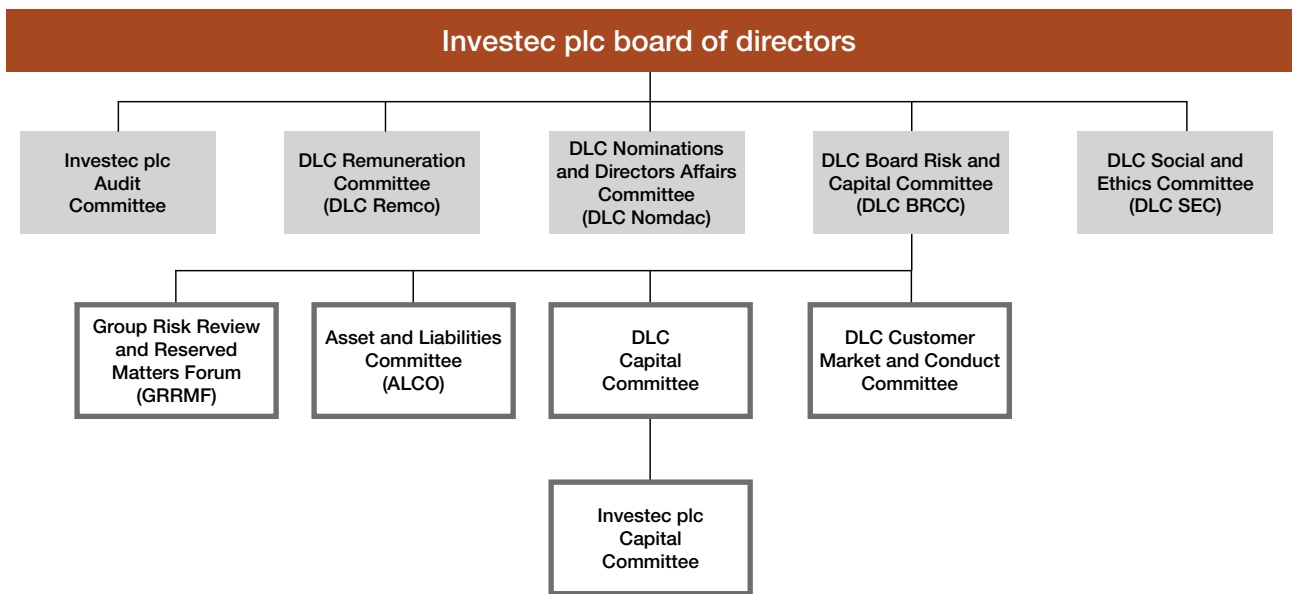 Investec plc board of directors
Investec plc
Audit
Committee
DLC Remuneration
Committee
(DLC Remco)
DLC Nominations
and Directors Affairs
Committee
(DLC Nomdac)
DLC Board Risk and
Capital Committee
(DLC BRCC)
DLC Social and
Ethics Committee
(DLC SEC)
Group Risk Review
and Reserved
Matters Forum
(GRRMF)
Asset and Liabilities
Committee
(ALCO)
DLC
Capital
Committee
DLC Customer
Market and Conduct
Committee
Investec plc
Capital
Committee